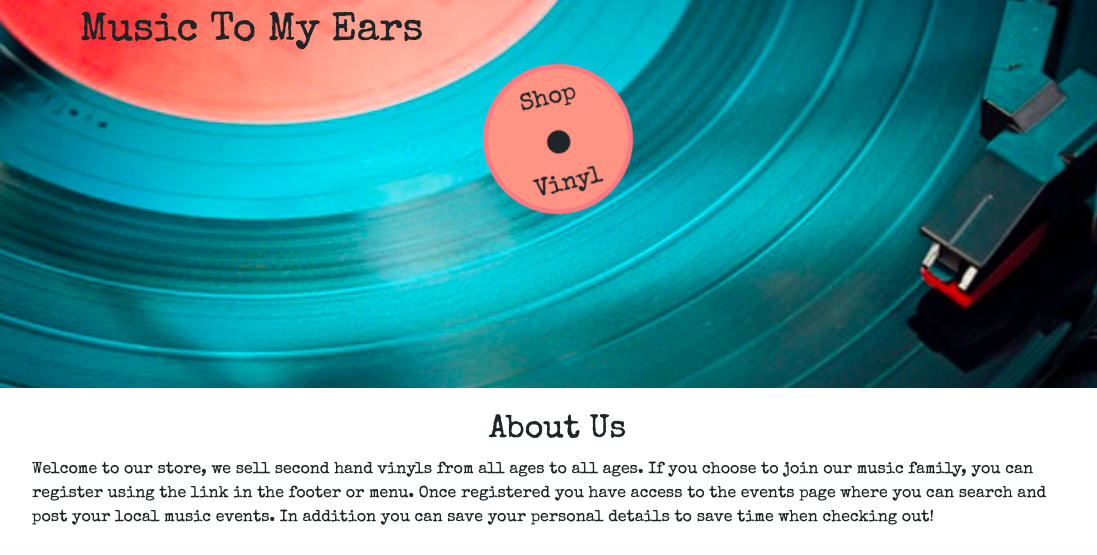 Music To My Ears
Shop
Vinyl
About Us
Welcome to our store, we sell second hand vinyls from all ages to all ages. If you choose to join our music family, you can
register using the link in the footer or menu. Once registered you have access to the events page where you can search and
post your local music events. In addition you can save your personal details to save time when checking out!